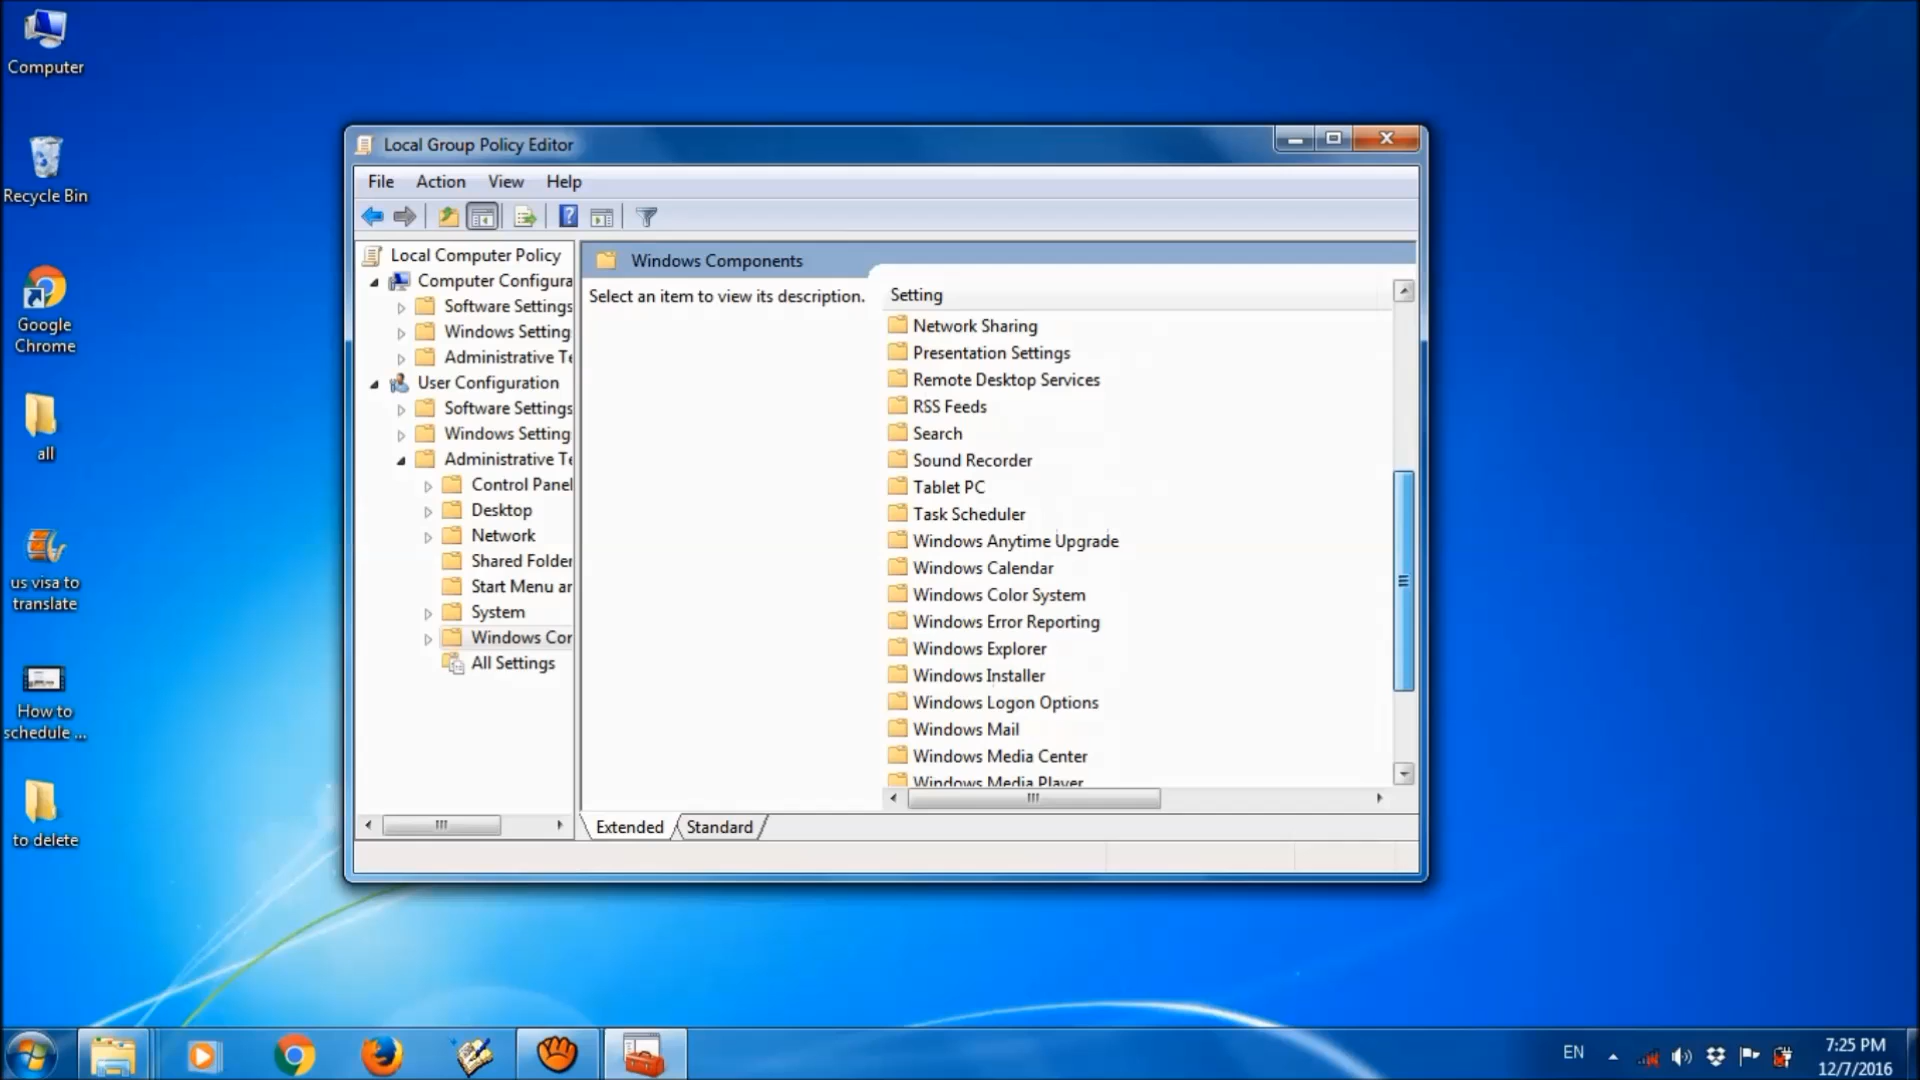 Computer
Recycle Bin
Google
Chrome
all
us visa to
translate
How to
schedule ...
to delete
Local Group Policy Editor
File Action View Help
Local Computer Policy
Computer Configura
Software Settings
Windows Setting
Administrative Te
User Configuration
Software Settings
Windows Setting
Administrative Te
Control Panel
Desktop
Network
Shared Folder
Start Menu ar
System
Windows Cor
All Settings
Windows Components
Select an item to view its description.
Setting
Network Sharing
Presentation Settings
Remote Desktop Services
RSS Feeds
Search
Sound Recorder
Tablet PC
Task Scheduler
Windows Anytime Upgrade
Windows Calendar
Windows Color System
Windows Error Reporting
Windows Explorer
Windows Installer
Windows Logon Options
Windows Mail
Windows Media Center
Windows Media Player
Extended Standard
EN
7:25 PM
12/7/2016